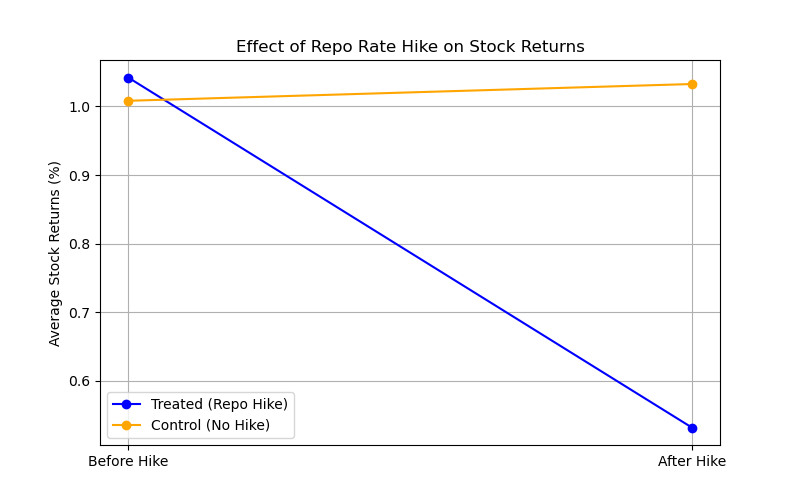 Effect of Repo Rate Hike on Stock Returns
Average Stock Returns (%)
1.0
0.9
0.8
0.7
0.6
Treated (Repo Hike)
Control (No Hike)
Before Hike
After Hike